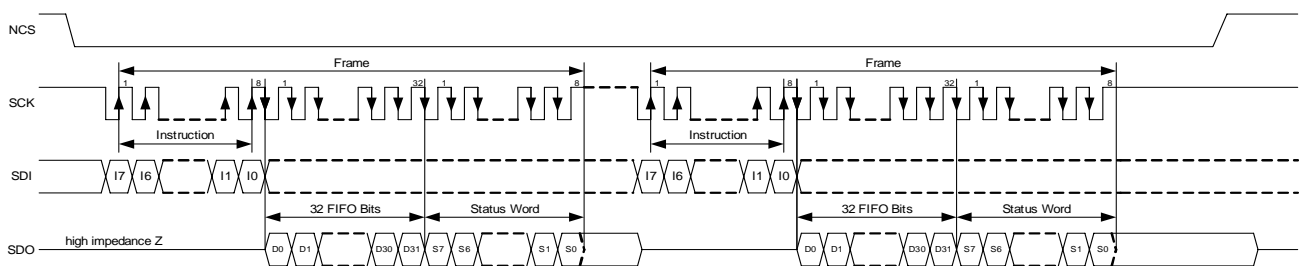 NCS
Frame Frame
1 8 1 32 1 8 1 8 1 32 1 8
SCK
Instruction Instruction
SDI I7 I6 I1 I0 I7 I6 I1 I0
32 FIFO Bits Status Word 32 FIFO Bits Status Word
SDO high impedance Z D0 D1 D30 D31 S7 S6 S1 S0 D0 D1 D30 D31 S7 S6 S1 S0